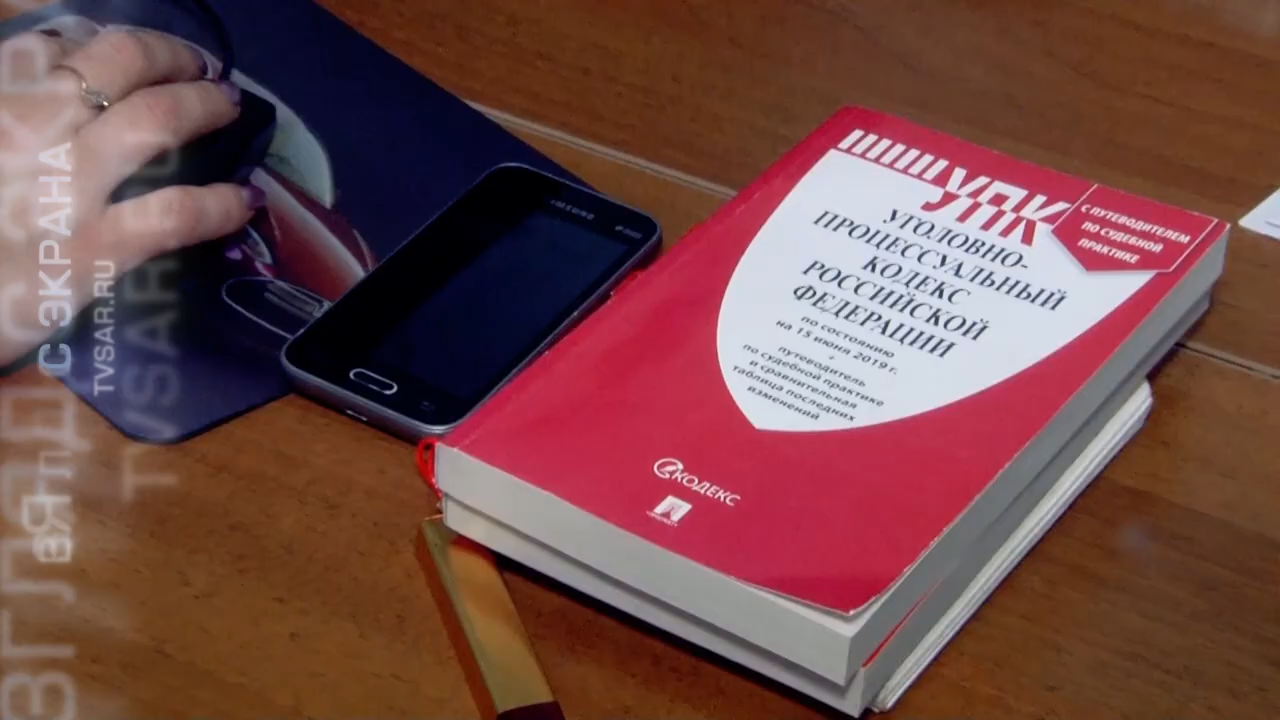 УПК
С ПУТЕВОДИТЕЛЕМ
ПО СУДЕБНОЙ
ПРАКТИКЕ
УГОЛОВНО-
ПРОЦЕССУАЛЬНЫЙ
КОДЕКС
РОССИЙСКОЙ
ФЕДЕРАЦИИ
по состоянию
на 15 июня 2019 г.
+
путеводитель
по судебной практике
и сравнительная
таблица последних
изменений
КОДЕКС
SAMSUNG
ВЗГЛЯД С ЭКРАНА
TVSAR.RU